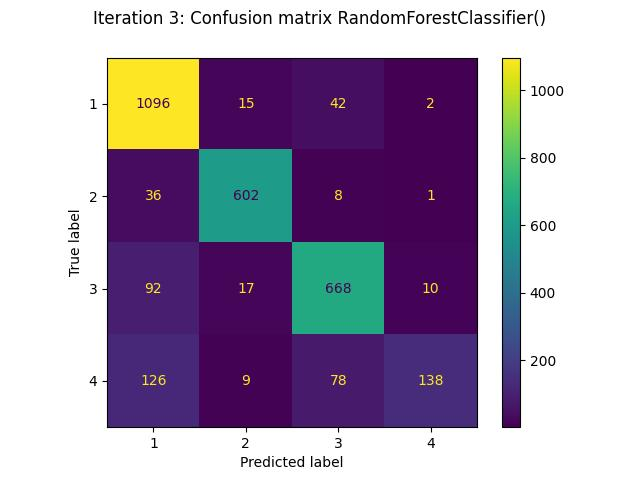 Iteration 3: Confusion matrix RandomForestClassifier()
1 1096 15 42 2
2 36 602 8 1
3 92 17 668 10
4 126 9 78 138
1 2 3 4
Predicted label
True label
1000
800
600
400
200